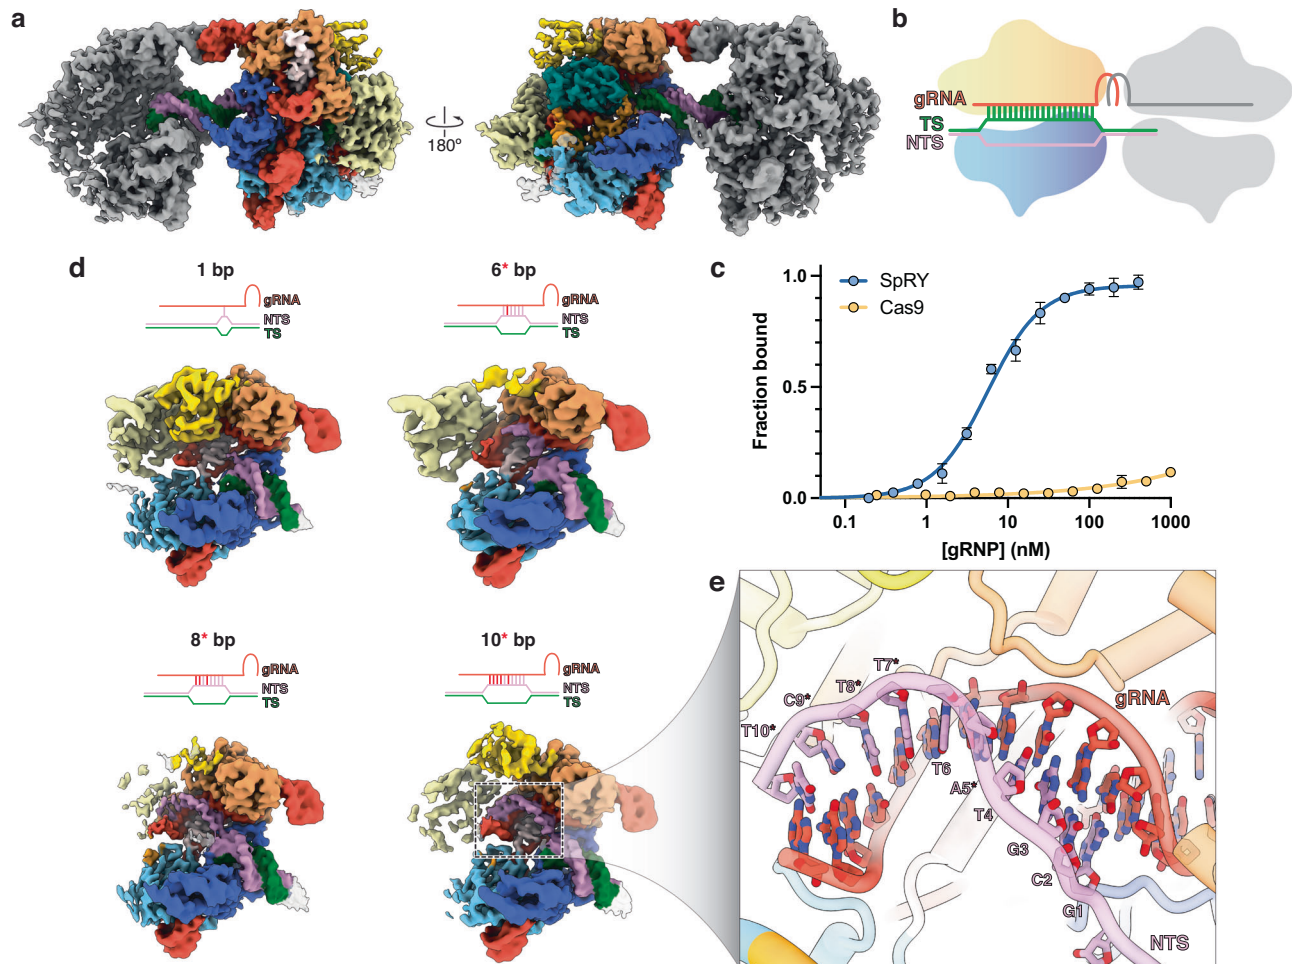 a
180º
b
gRNA
TS
NTS
c
1.0
0.5
0.0
Fraction bound
SpRY
Cas9
0.1 1 10 100 1000
[gRNP] (nM)
d
1 bp
gRNA
NTS
TS
6* bp
gRNA
NTS
TS
8* bp
gRNA
NTS
TS
10* bp
gRNA
NTS
TS
e
T10*
C9*
T8*
T7*
T6
A5*
T4
G3
C2
G1
gRNA
NTS